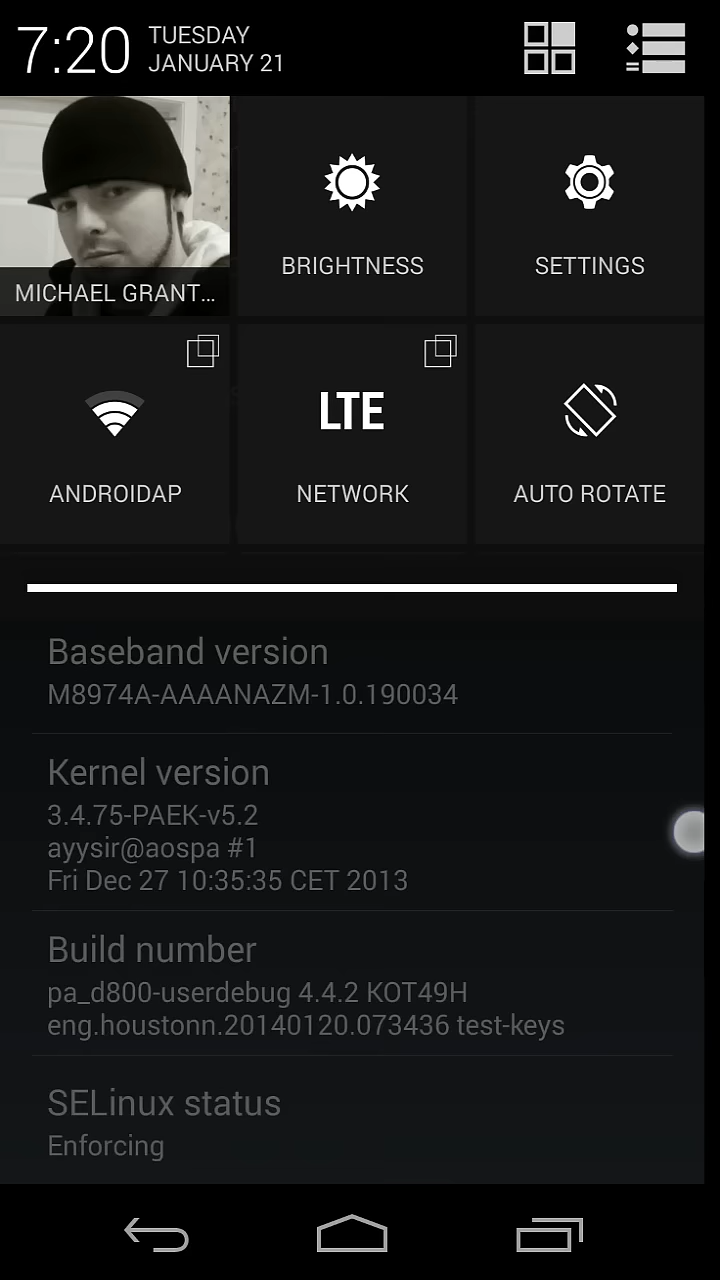 7:20
TUESDAY
JANUARY 21
MICHAEL GRANT...
BRIGHTNESS
SETTINGS
ANDROIDAP
LTE
NETWORK
AUTO ROTATE
Baseband version
M8974A-AAAANAZM-1.0.190034
Kernel version
3.4.75-PAEK-v5.2
ayysir@aospa #1
Fri Dec 27 10:35:35 CET 2013
Build number
pa_d800-userdebug 4.4.2 KOT49H
eng.houstonn.20140120.073436 test-keys
SELinux status
Enforcing